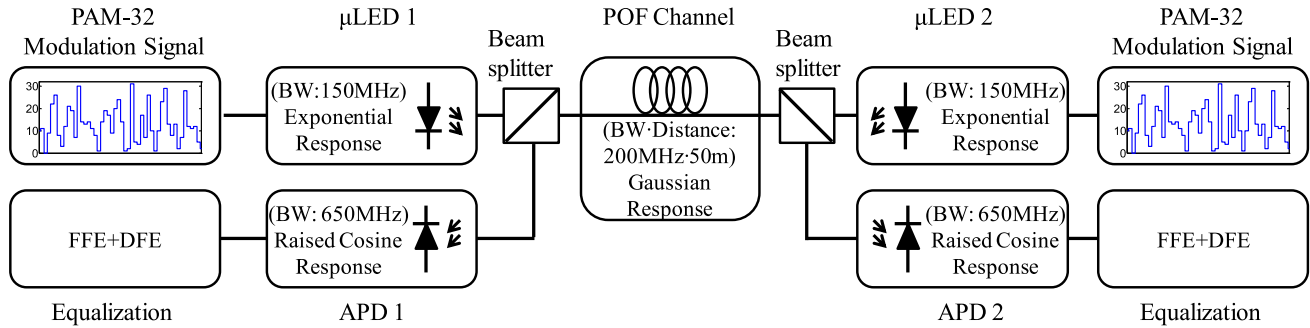 PAM-32
Modulation Signal
μLED 1
Beam
splitter
POF Channel
Beam
splitter
μLED 2
PAM-32
Modulation Signal
30
20
10
0
(BW:150MHz)
Exponential
Response
(BW·Distance:
200MHz·50m)
Gaussian
Response
(BW:150MHz)
Exponential
Response
30
20
10
0
FFE+DFE
(BW: 650MHz)
Raised Cosine
Response
(BW: 650MHz)
Raised Cosine
Response
FFE+DFE
Equalization
APD 1
APD 2
Equalization